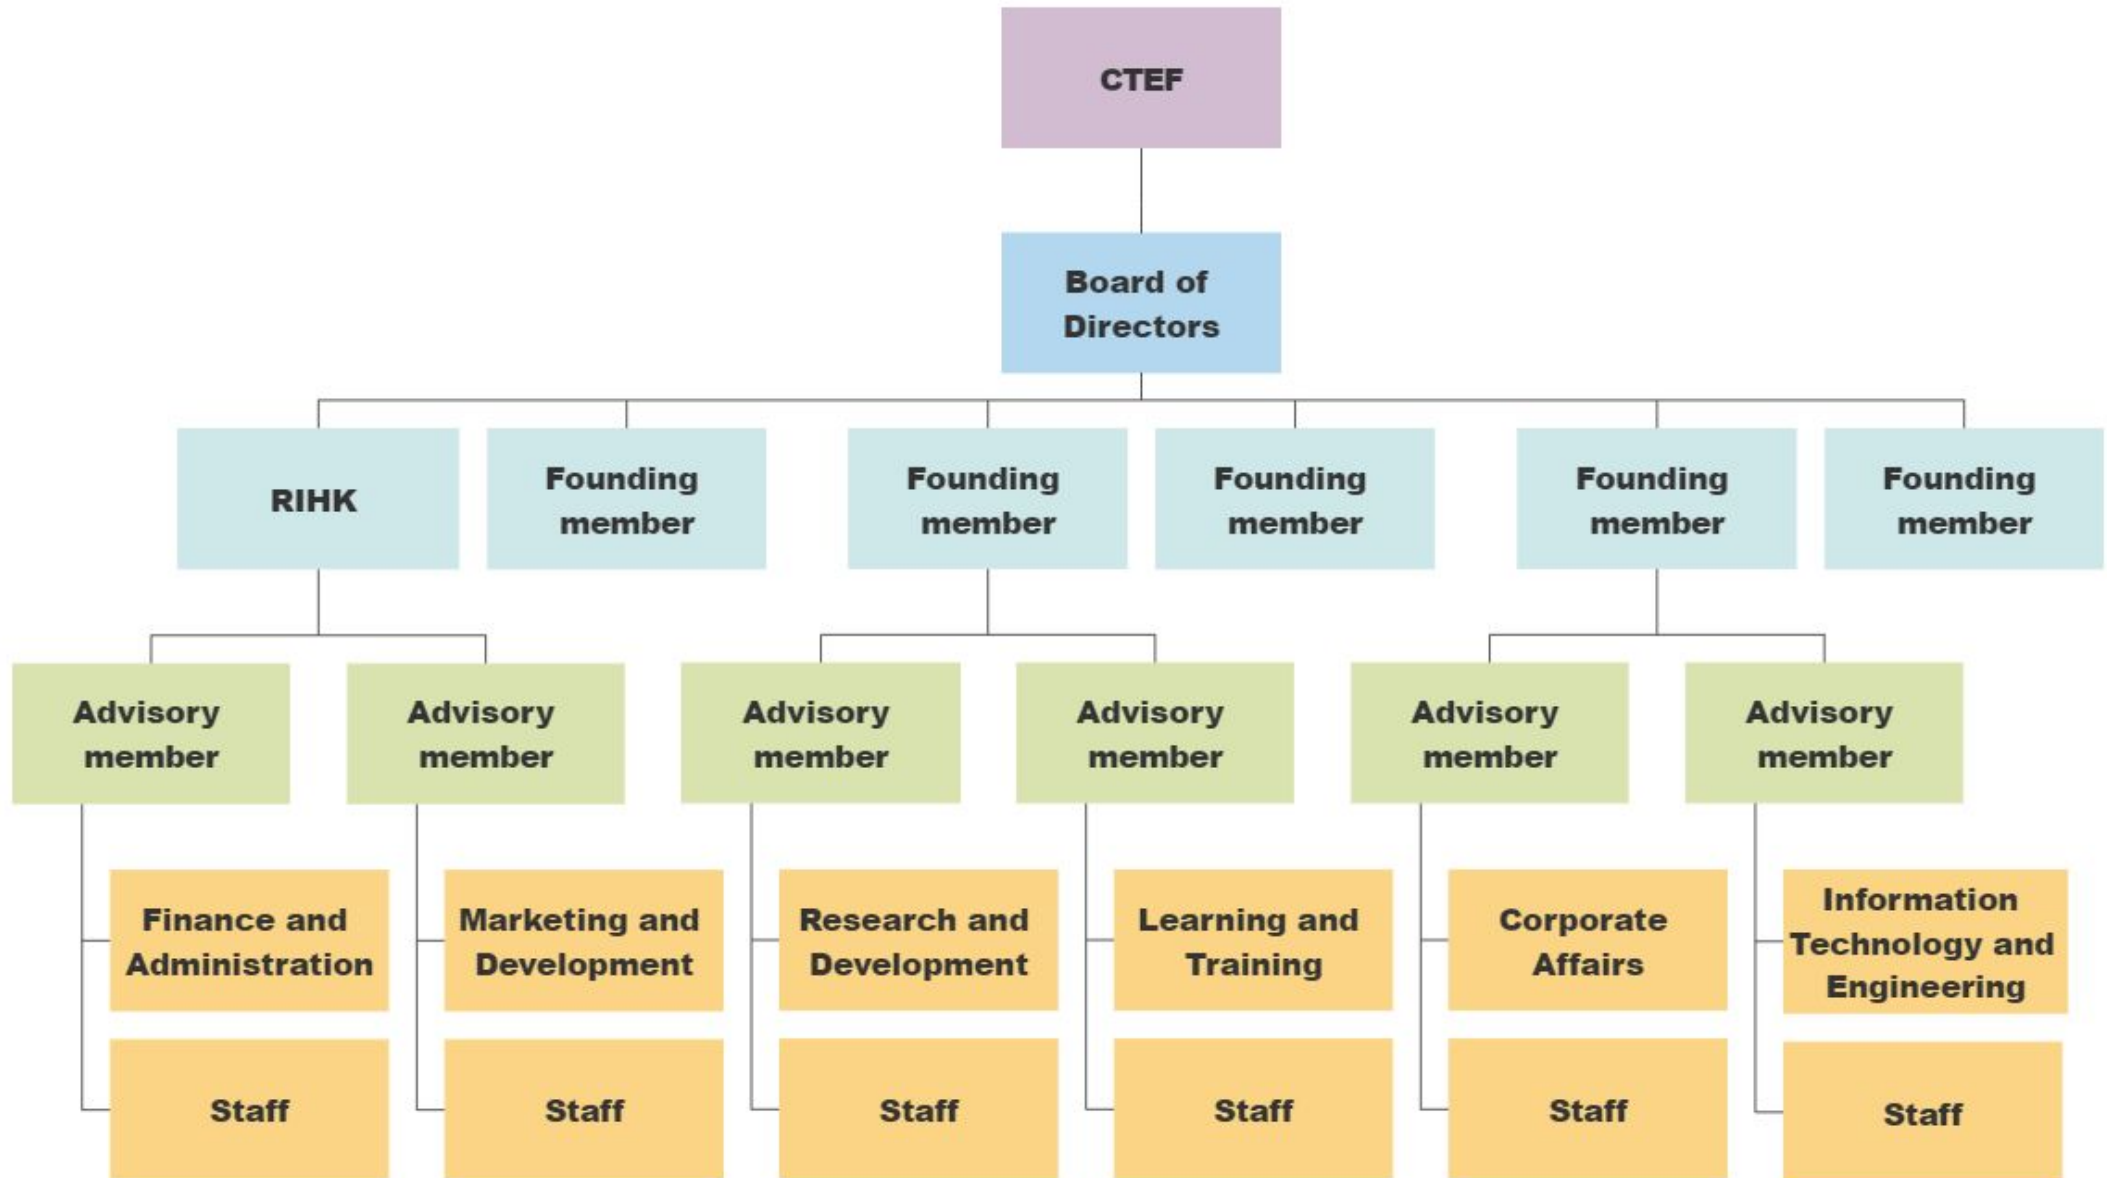 CTEF
Board of
Directors
RIHK
Founding
member
Founding
member
Founding
member
Founding
member
Founding
member
Advisory
member
Advisory
member
Advisory
member
Advisory
member
Advisory
member
Advisory
member
Finance and
Administration
Marketing and
Development
Research and
Development
Learning and
Training
Corporate
Affairs
Information
Technology and
Engineering
Staff
Staff
Staff
Staff
Staff
Staff